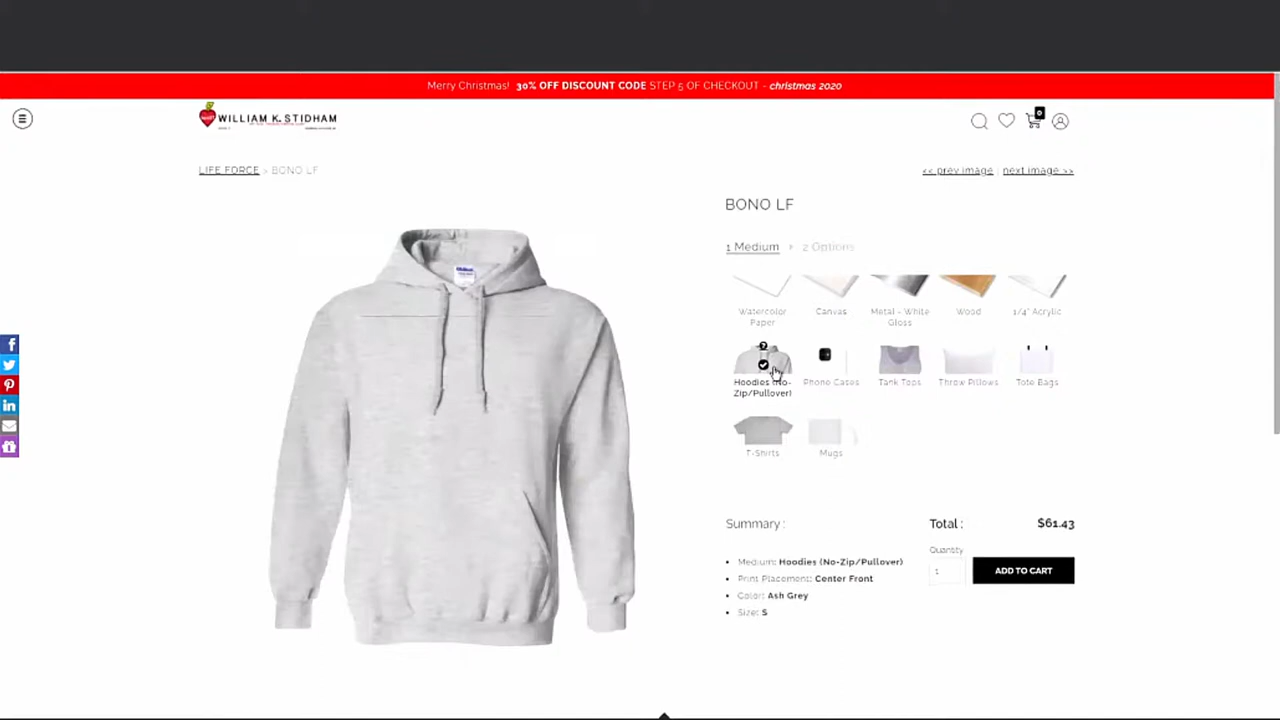 Merry Christmas! 30% OFF DISCOUNT CODE STEP 5 OF CHECKOUT - christmas 2020
WILLIAM K. STIDHAM
0
LIFE FORCE > BONO LF
<< prev image | next image >>
BONO LF
1 Medium
2 Options
Watercolor Paper
Canvas
Metal - White Gloss
Wood
1/4" Acrylic
Hoodies (No-Zip/Pullover)
Phone Cases
Tank Tops
Throw Pillows
Tote Bags
T-Shirts
Mugs
Summary :
Total : $61.43
Quantity
1
ADD TO CART
Medium: Hoodies (No-Zip/Pullover)
Print Placement: Center Front
Color: Ash Grey
Size: S